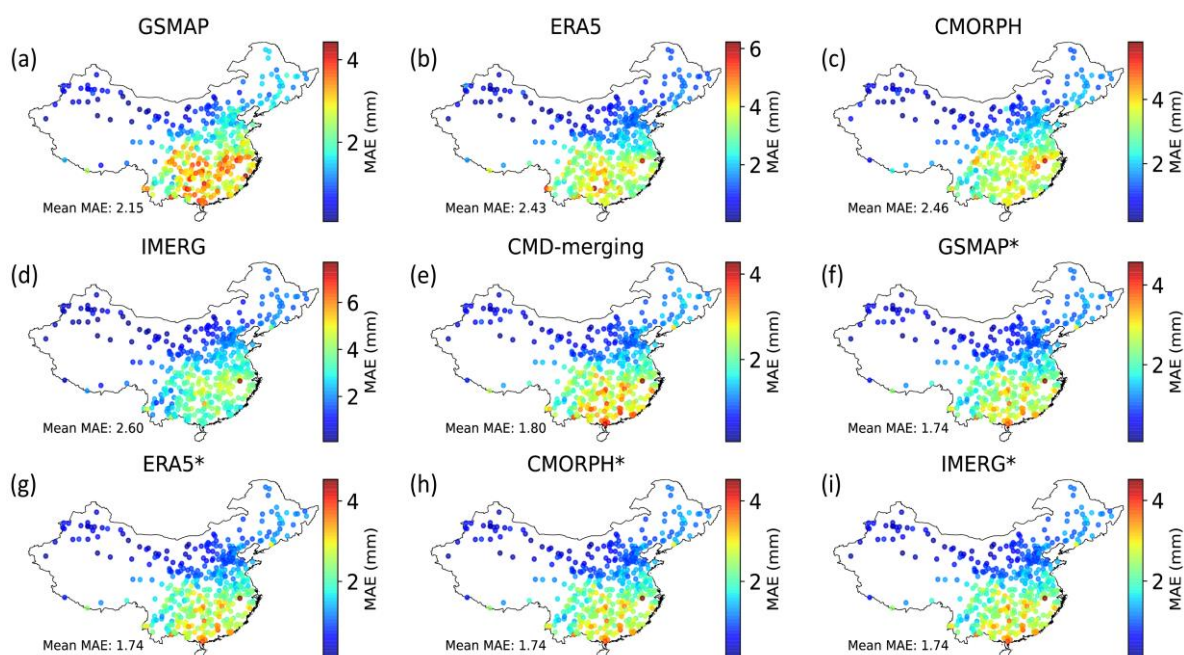 GSMAP
(a)
4
2
MAE (mm)
Mean MAE: 2.15
ERA5
(b)
6
4
2
MAE (mm)
Mean MAE: 2.43
CMORPH
(c)
4
2
MAE (mm)
Mean MAE: 2.46
IMERG
(d)
6
4
2
MAE (mm)
Mean MAE: 2.60
CMD-merging
(e)
4
2
MAE (mm)
Mean MAE: 1.80
GSMAP*
(f)
4
2
MAE (mm)
Mean MAE: 1.74
ERA5*
(g)
4
2
MAE (mm)
Mean MAE: 1.74
CMORPH*
(h)
4
2
MAE (mm)
Mean MAE: 1.74
IMERG*
(i)
4
2
MAE (mm)
Mean MAE: 1.74